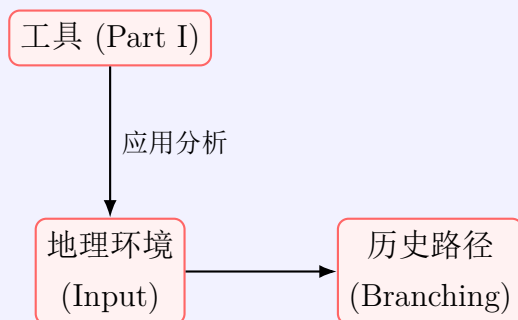 工具 (Part I)
应用分析
地理环境
(Input)
历史路径
(Branching)